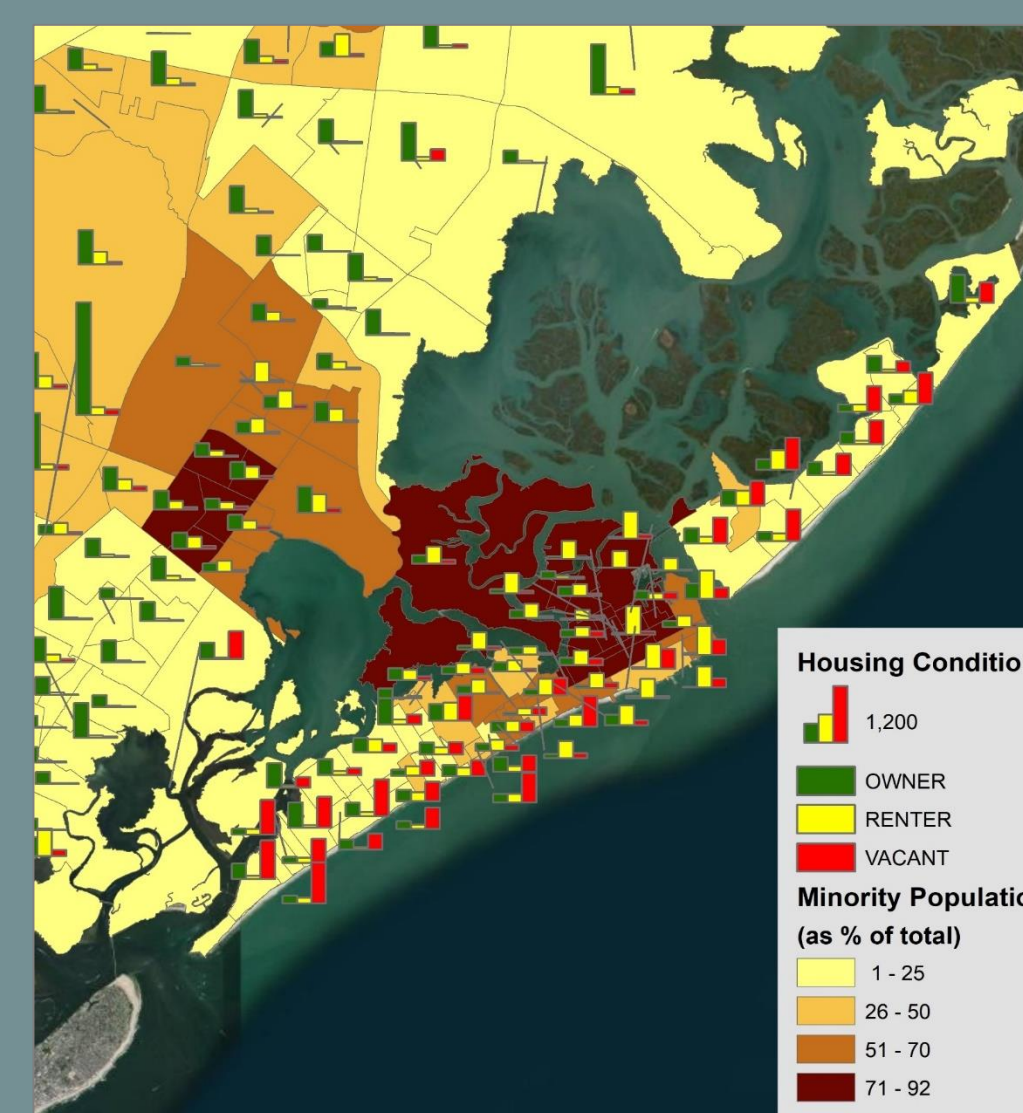 Housing Conditio
1,200
OWNER
RENTER
VACANT
Minority Populatio
(as % of total)
1 - 25
26 - 50
51 - 70
71 - 92